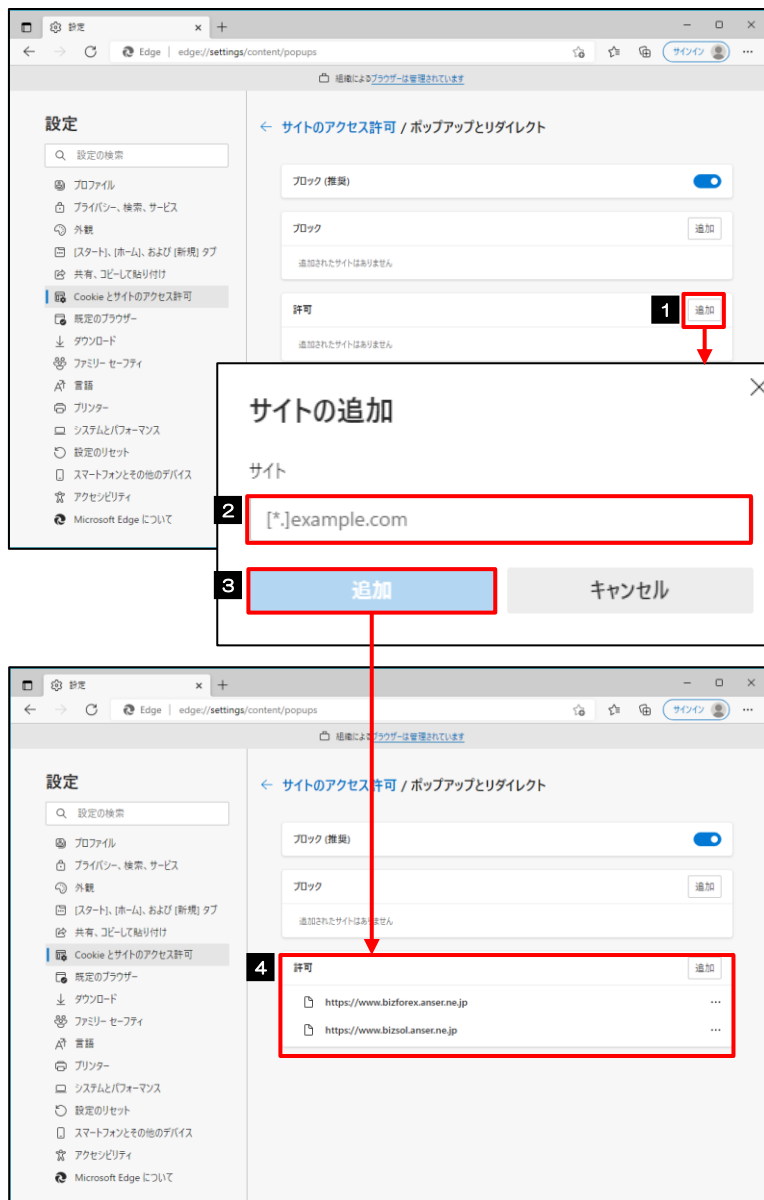 設定
Edge edge://settings/content/popups
サインイン
組織によるブラウザーは管理されています
設定
設定の検索
プロファイル
プライバシー、検索、サービス
外観
[スタート]、[ホーム]、および [新規] タブ
共有、コピーして貼り付け
Cookie とサイトのアクセス許可
既定のブラウザー
ダウンロード
ファミリー セーフティ
言語
プリンター
システムとパフォーマンス
設定のリセット
スマートフォンとその他のデバイス
アクセシビリティ
Microsoft Edge について
サイトのアクセス許可 / ポップアップとリダイレクト
ブロック (推奨)
ブロック
追加
追加されたサイトはありません
許可
1
追加
追加されたサイトはありません
サイトの追加
サイト
2
[*.]example.com
3
追加
キャンセル
設定
Edge edge://settings/content/popups
サインイン
組織によるブラウザーは管理されています
設定
設定の検索
プロファイル
プライバシー、検索、サービス
外観
[スタート]、[ホーム]、および [新規] タブ
共有、コピーして貼り付け
Cookie とサイトのアクセス許可
既定のブラウザー
ダウンロード
ファミリー セーフティ
言語
プリンター
システムとパフォーマンス
設定のリセット
スマートフォンとその他のデバイス
アクセシビリティ
Microsoft Edge について
サイトのアクセス許可 / ポップアップとリダイレクト
ブロック (推奨)
ブロック
追加
追加されたサイトはありません
4
許可
追加
https://www.bizforex.anser.ne.jp
https://www.bizsol.anser.ne.jp